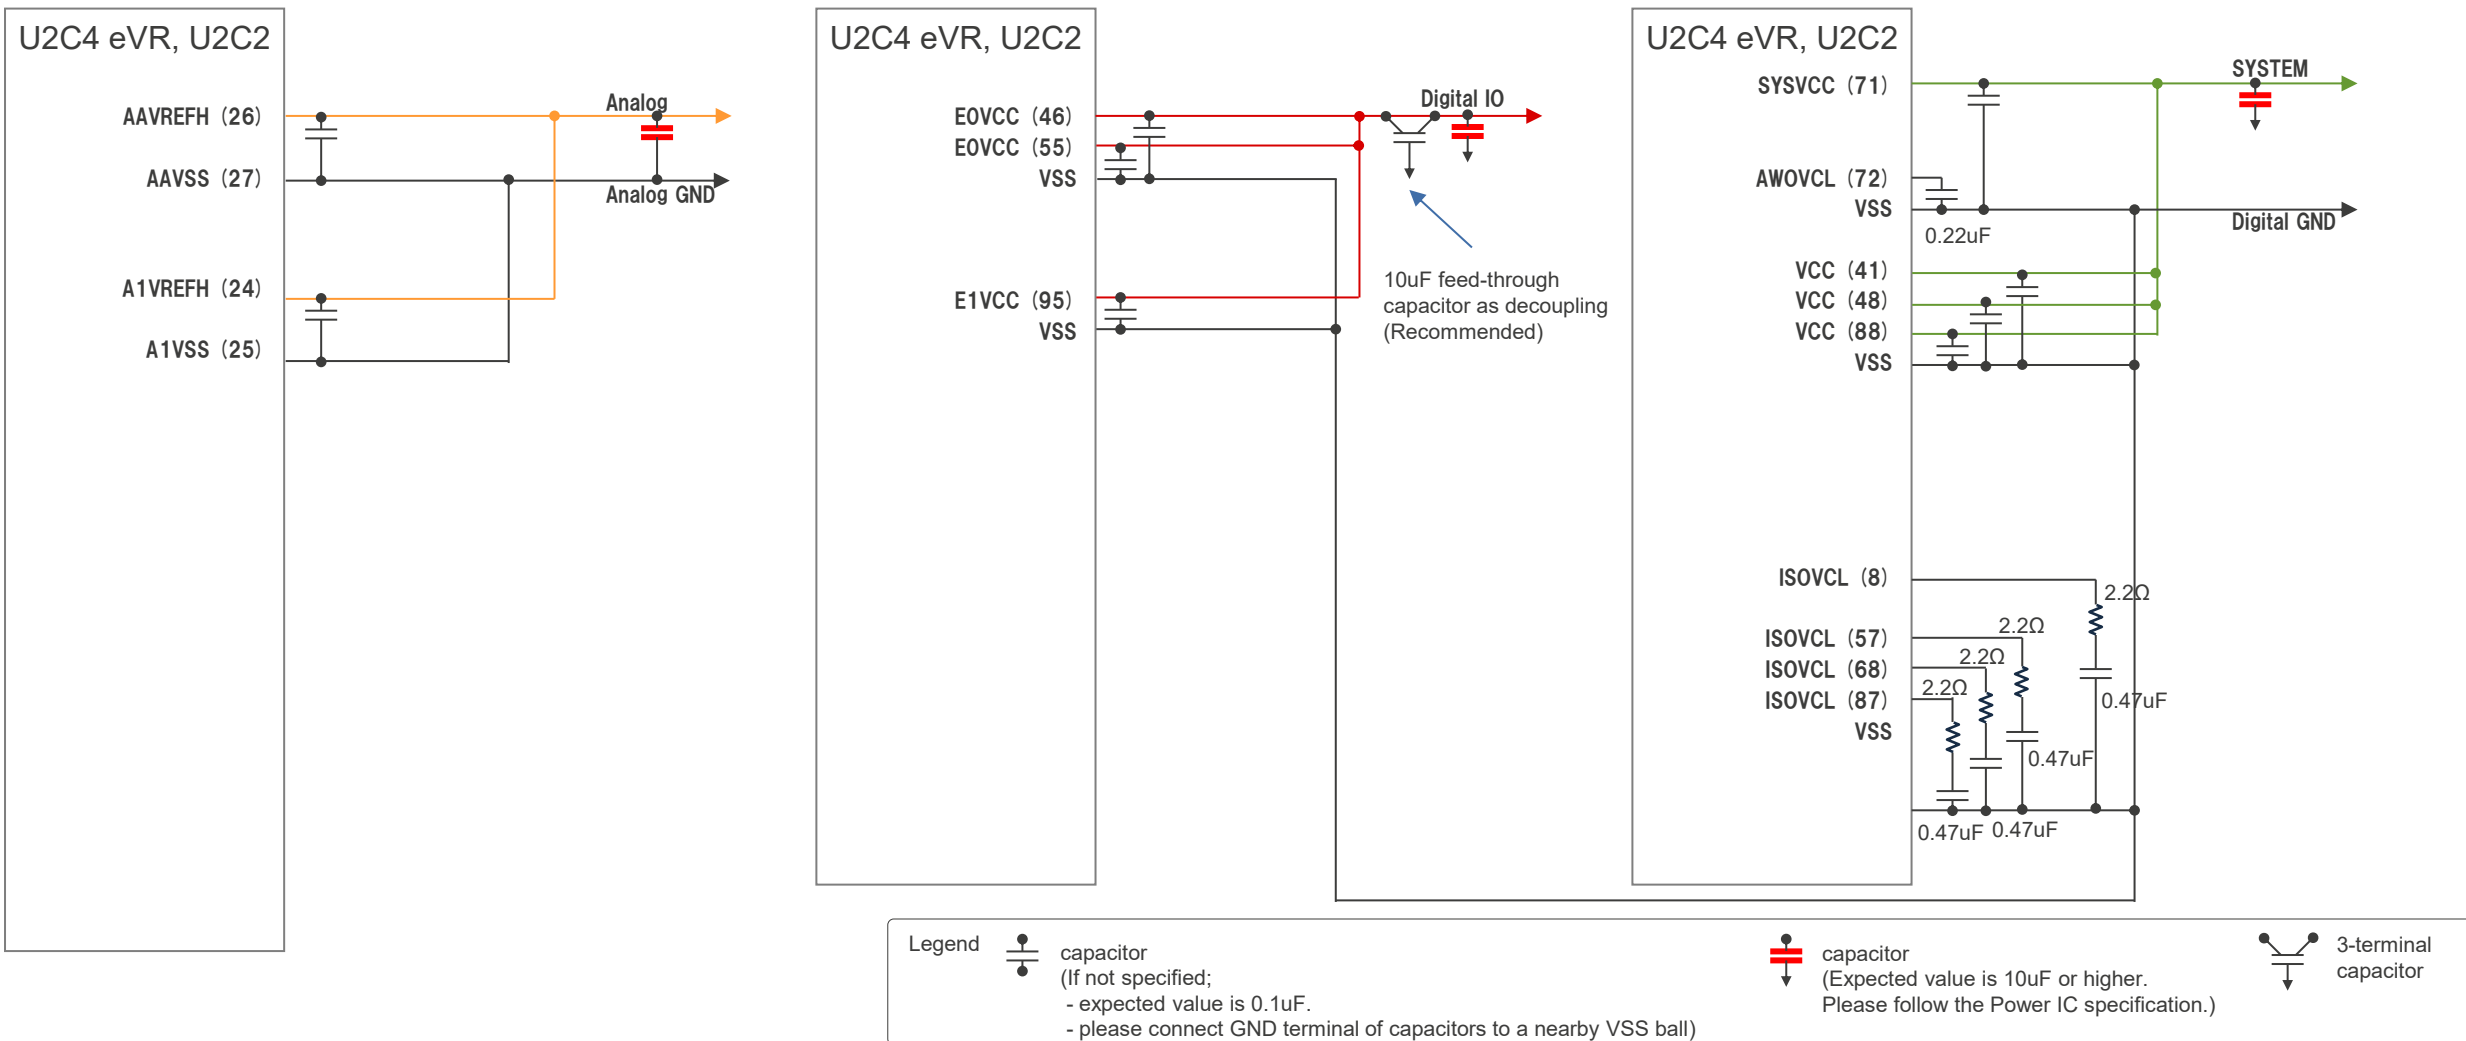 U2C4 eVR, U2C2
AAVREFH (26)
AAVSS (27)
A1VREFH (24)
A1VSS (25)
Analog
Analog GND
U2C4 eVR, U2C2
E0VCC (46)
E0VCC (55)
VSS
E1VCC (95)
VSS
Digital IO
10uF feed-through
capacitor as decoupling
(Recommended)
U2C4 eVR, U2C2
SYSVCC (71)
AWOVCL (72)
VSS
0.22uF
VCC (41)
VCC (48)
VCC (88)
VSS
SYSTEM
Digital GND
ISOVCL (8)
ISOVCL (57)
ISOVCL (68)
ISOVCL (87)
VSS
2.2Ω
2.2Ω
2.2Ω
2.2Ω
0.47uF
0.47uF
0.47uF
0.47uF
Legend
capacitor
(If not specified;
- expected value is 0.1uF.
- please connect GND terminal of capacitors to a nearby VSS ball)
capacitor
(Expected value is 10uF or higher.
Please follow the Power IC specification.)
3-terminal
capacitor